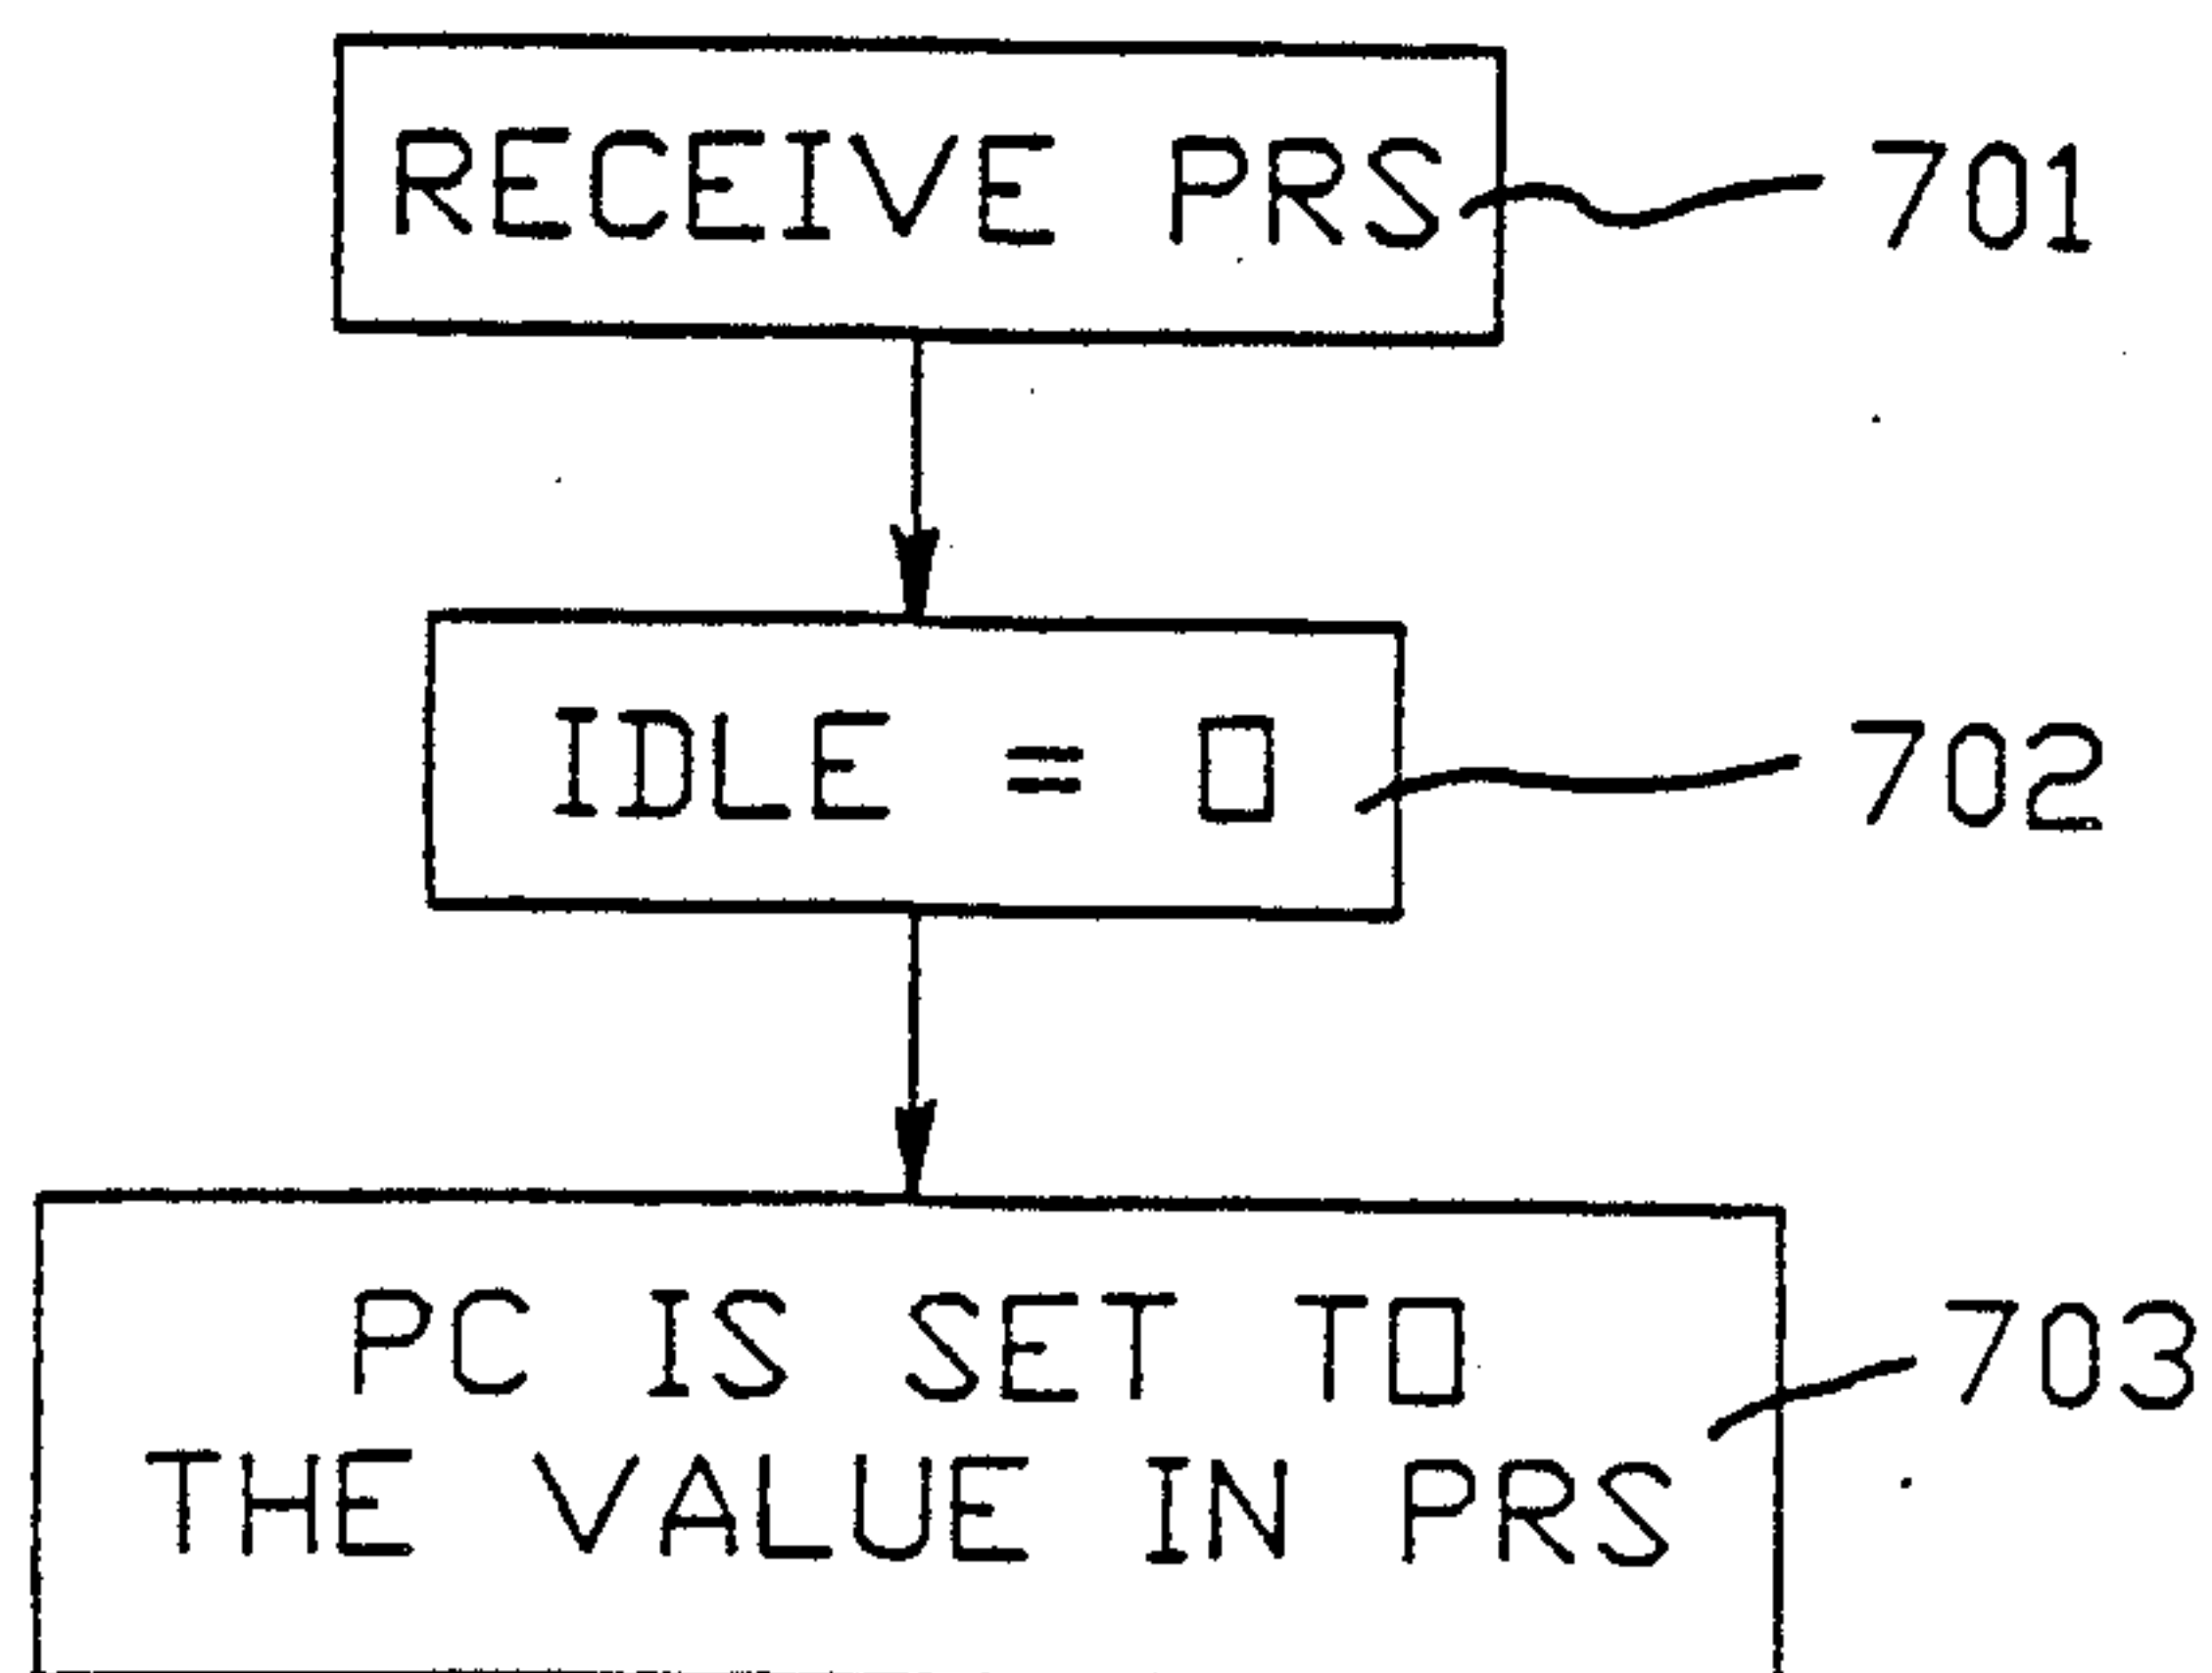 RECEIVE PRS
701
IDLE = 0
702
PC IS SET TO
THE VALUE IN PRS
703